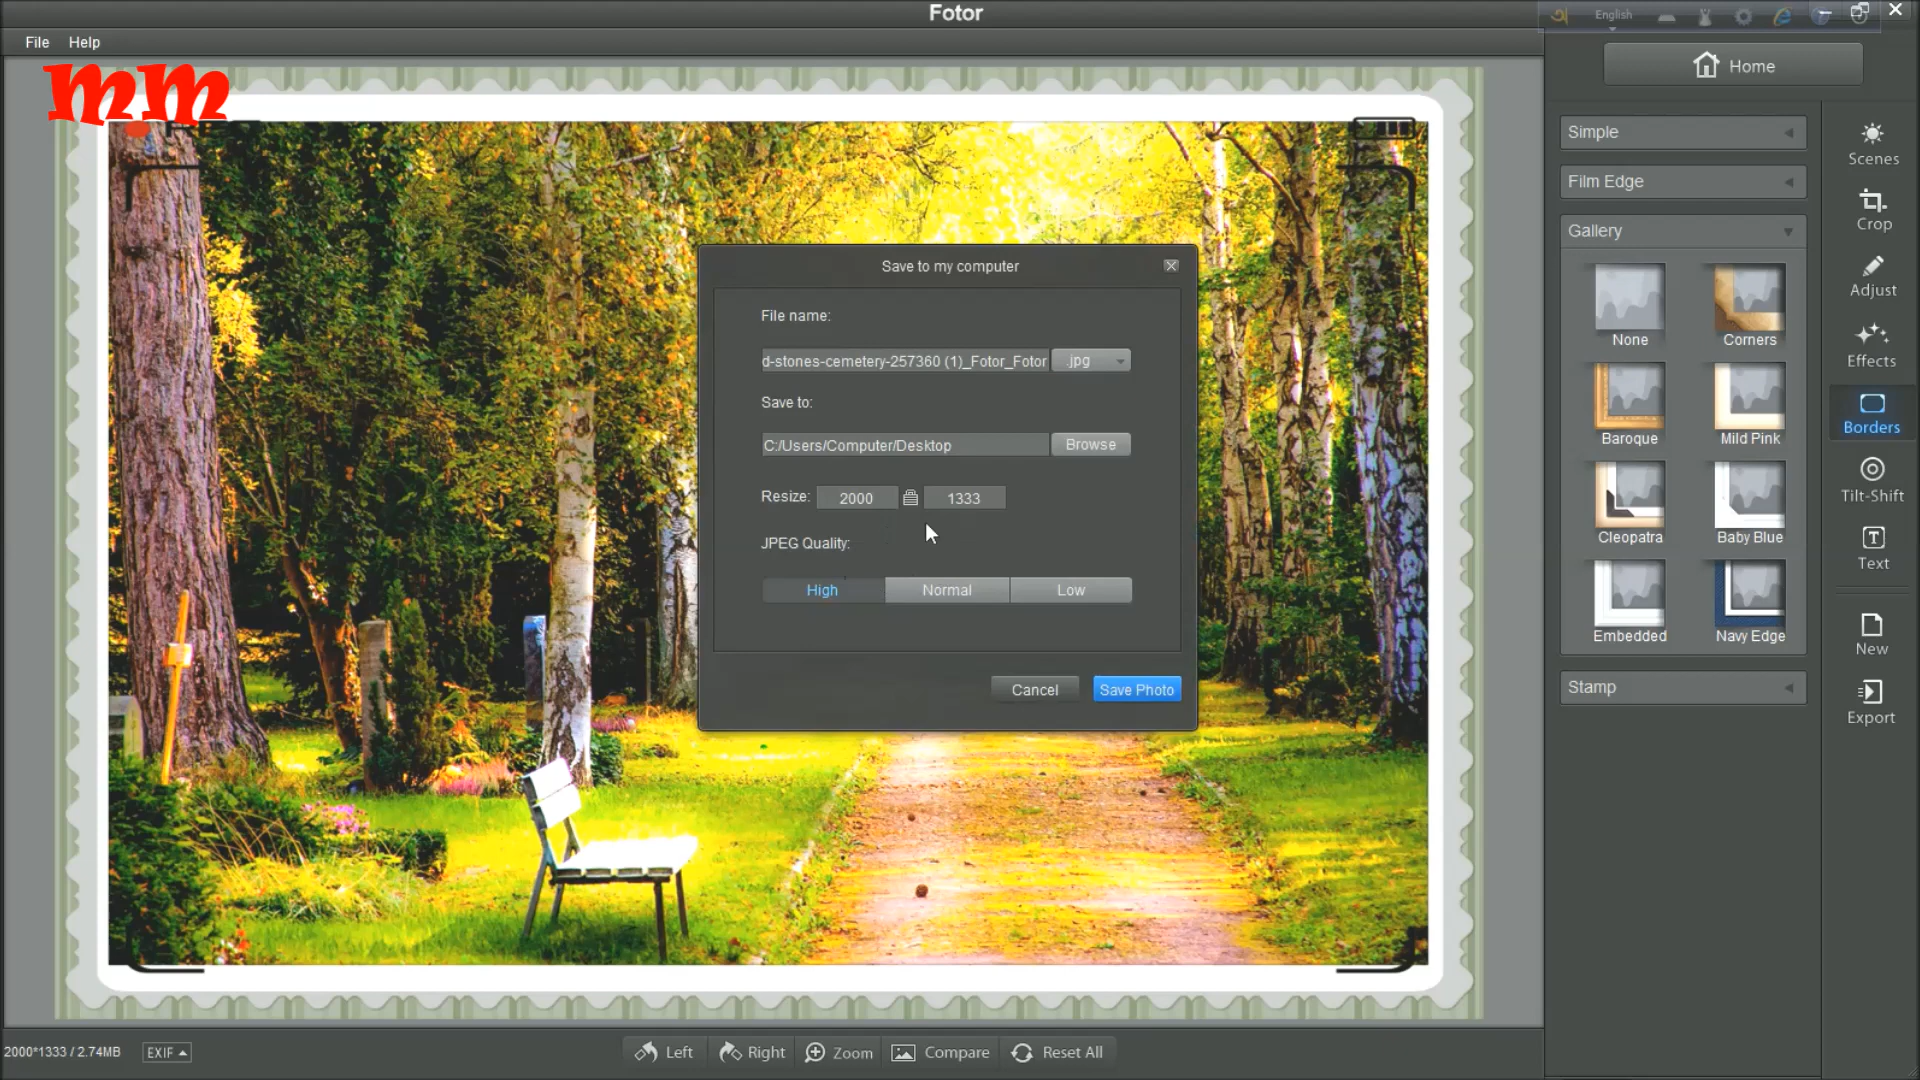 Fotor
English
File Help
mm
Home
Simple
Film Edge
Gallery
None
Corners
Baroque
Mild Pink
Cleopatra
Baby Blue
Embedded
Navy Edge
Stamp
Scenes
Crop
Adjust
Effects
Borders
Tilt-Shift
Text
New
Export
Save to my computer
File name:
d-stones-cemetery-257360 (1)_Fotor_Fotor .jpg
Save to:
C:/Users/Computer/Desktop Browse
Resize: 2000 1333
JPEG Quality:
High Normal Low
Cancel Save Photo
2000*1333 / 2.74MB EXIF Left Right Zoom Compare Reset All